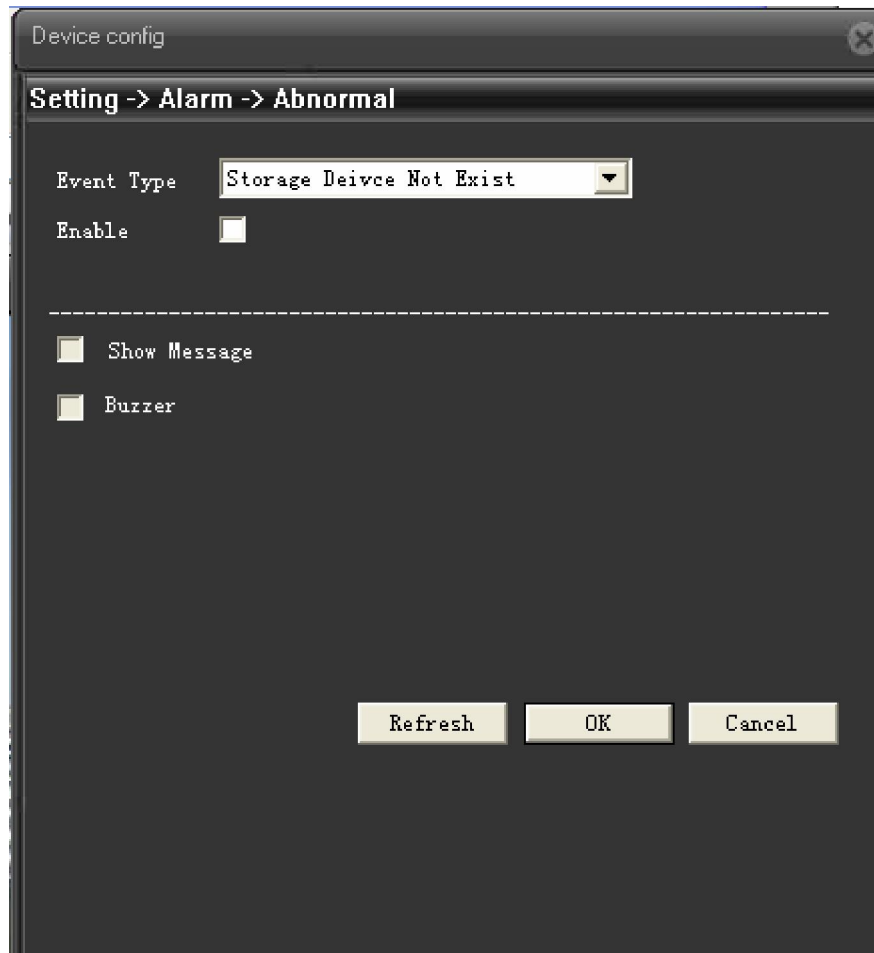 Device config
Setting -> Alarm -> Abnormal
Event Type Storage Deivce Not Exist
Enable
Show Message
Buzzer
Refresh OK Cancel